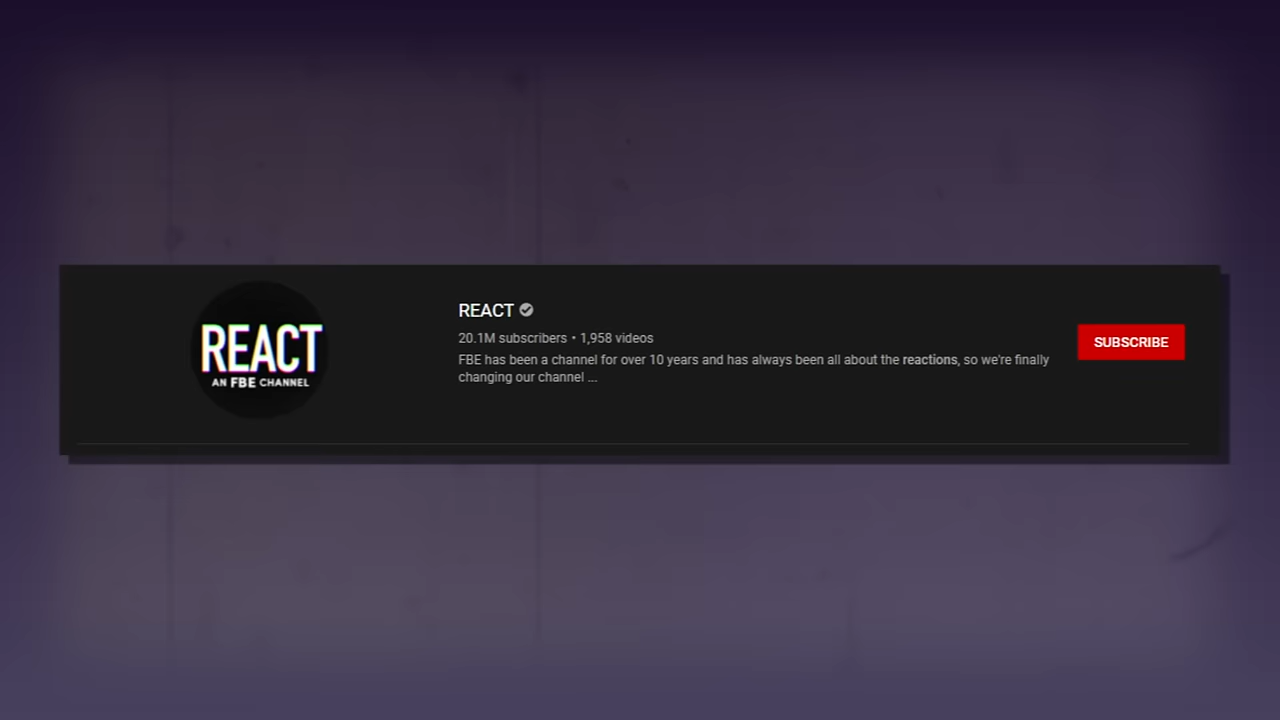 REACT
AN FBE CHANNEL
REACT
20.1M subscribers • 1,958 videos
FBE has been a channel for over 10 years and has always been all about the reactions, so we're finally
changing our channel ...
SUBSCRIBE